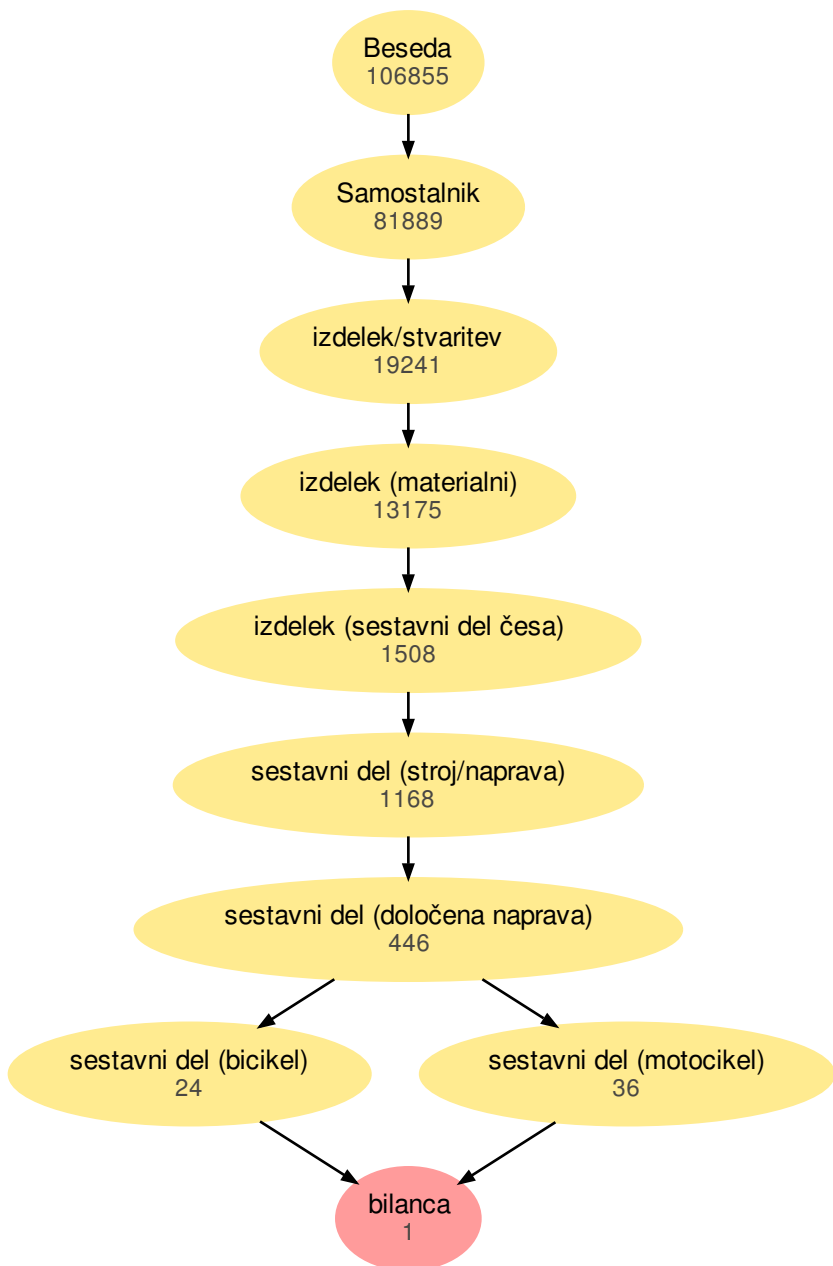 Beseda
106855
Samostalnik
81889
izdelek/stvaritev
19241
izdelek (materialni)
13175
izdelek (sestavni del česa)
1508
sestavni del (stroj/naprava)
1168
sestavni del (določena naprava)
446
sestavni del (bicikel)
24
sestavni del (motocikel)
36
bilanca
1